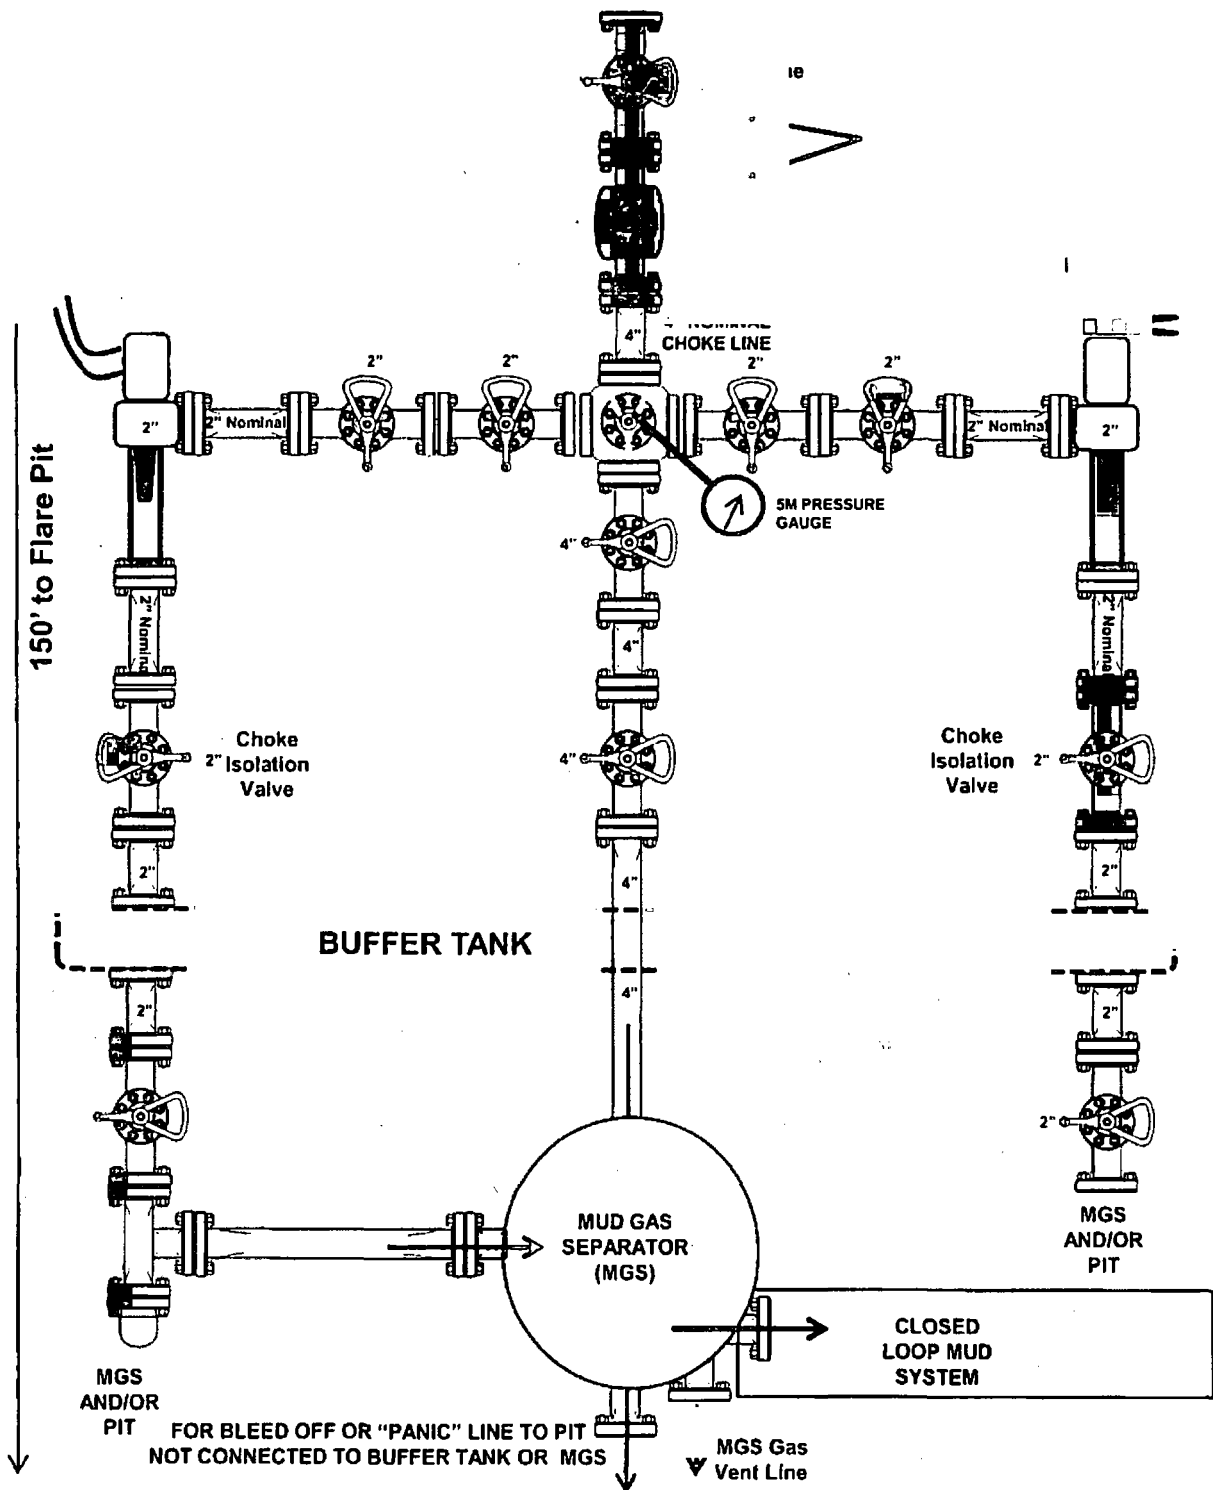 4"
CHOKE LINE
2"
2"
2"
2"
2"
2" Nominal
2" Nominal
2"
5M PRESSURE
GAUGE
4"
150' to Flare Pit
2" Nominal
4"
2" Nominal
2"
Choke
Isolation
Valve
4"
Choke
Isolation
Valve
2"
2"
4"
2"
BUFFER TANK
2"
4"
2"
2"
MUD GAS
SEPARATOR
(MGS)
MGS
AND/OR
PIT
CLOSED
LOOP MUD
SYSTEM
MGS
AND/OR
PIT
FOR BLEED OFF OR "PANIC" LINE TO PIT
NOT CONNECTED TO BUFFER TANK OR MGS
MGS Gas
Vent Line